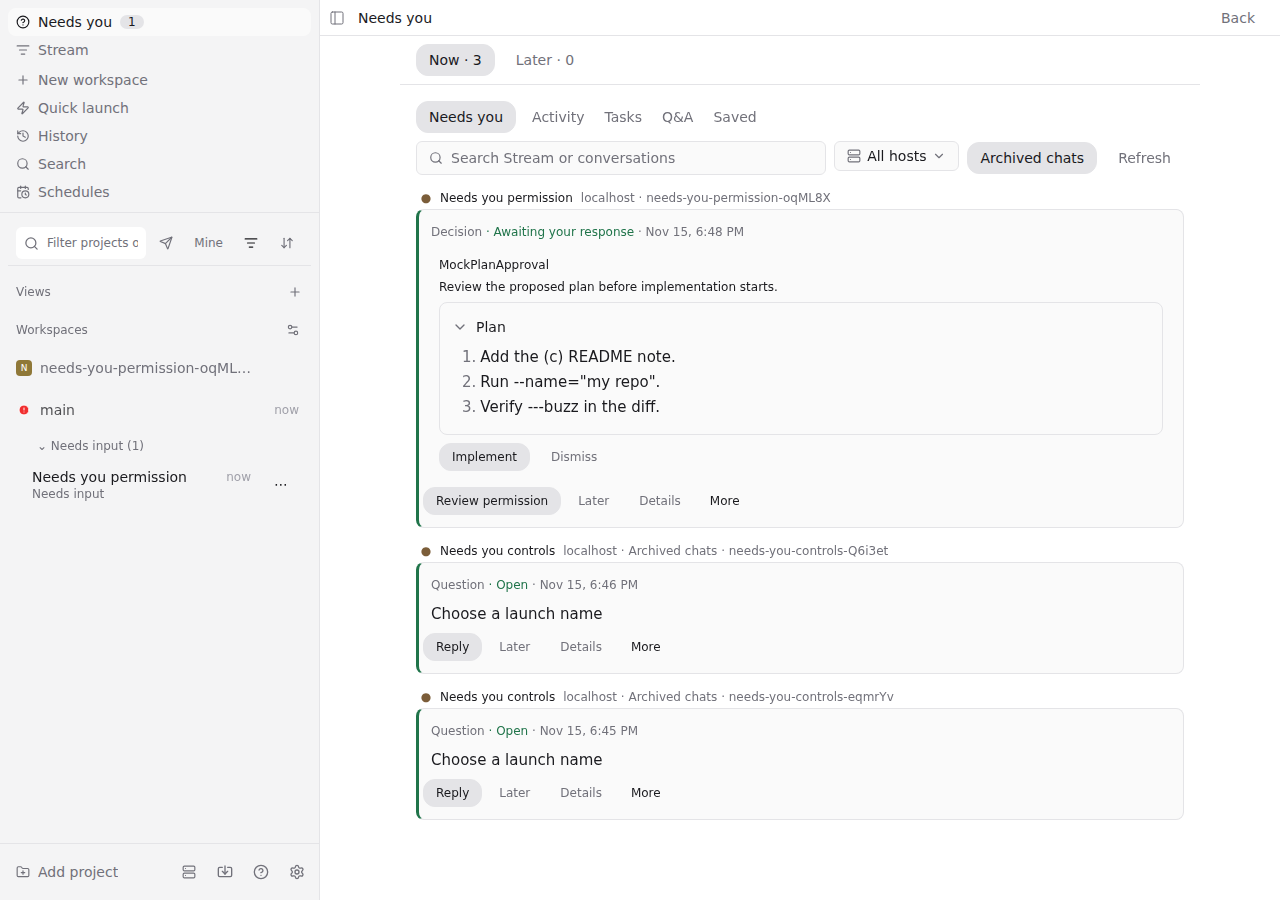 Needs you 1
Stream
New workspace
Quick launch
History
Search
Schedules
Filter projects o
Mine
Views
Workspaces
N needs-you-permission-oqML…
main now
Needs input (1)
Needs you permission now
Needs input
Add project
Needs you
Back
Now · 3
Later · 0
Needs you
Activity
Tasks
Q&A
Saved
Search Stream or conversations
All hosts
Archived chats
Refresh
Needs you permission localhost · needs-you-permission-oqML8X
Decision · Awaiting your response · Nov 15, 6:48 PM
MockPlanApproval
Review the proposed plan before implementation starts.
Plan
1. Add the (c) README note.
2. Run --name="my repo".
3. Verify ---buzz in the diff.
Implement
Dismiss
Review permission
Later
Details
More
Needs you controls localhost · Archived chats · needs-you-controls-Q6i3et
Question · Open · Nov 15, 6:46 PM
Choose a launch name
Reply
Later
Details
More
Needs you controls localhost · Archived chats · needs-you-controls-eqmrYv
Question · Open · Nov 15, 6:45 PM
Choose a launch name
Reply
Later
Details
More